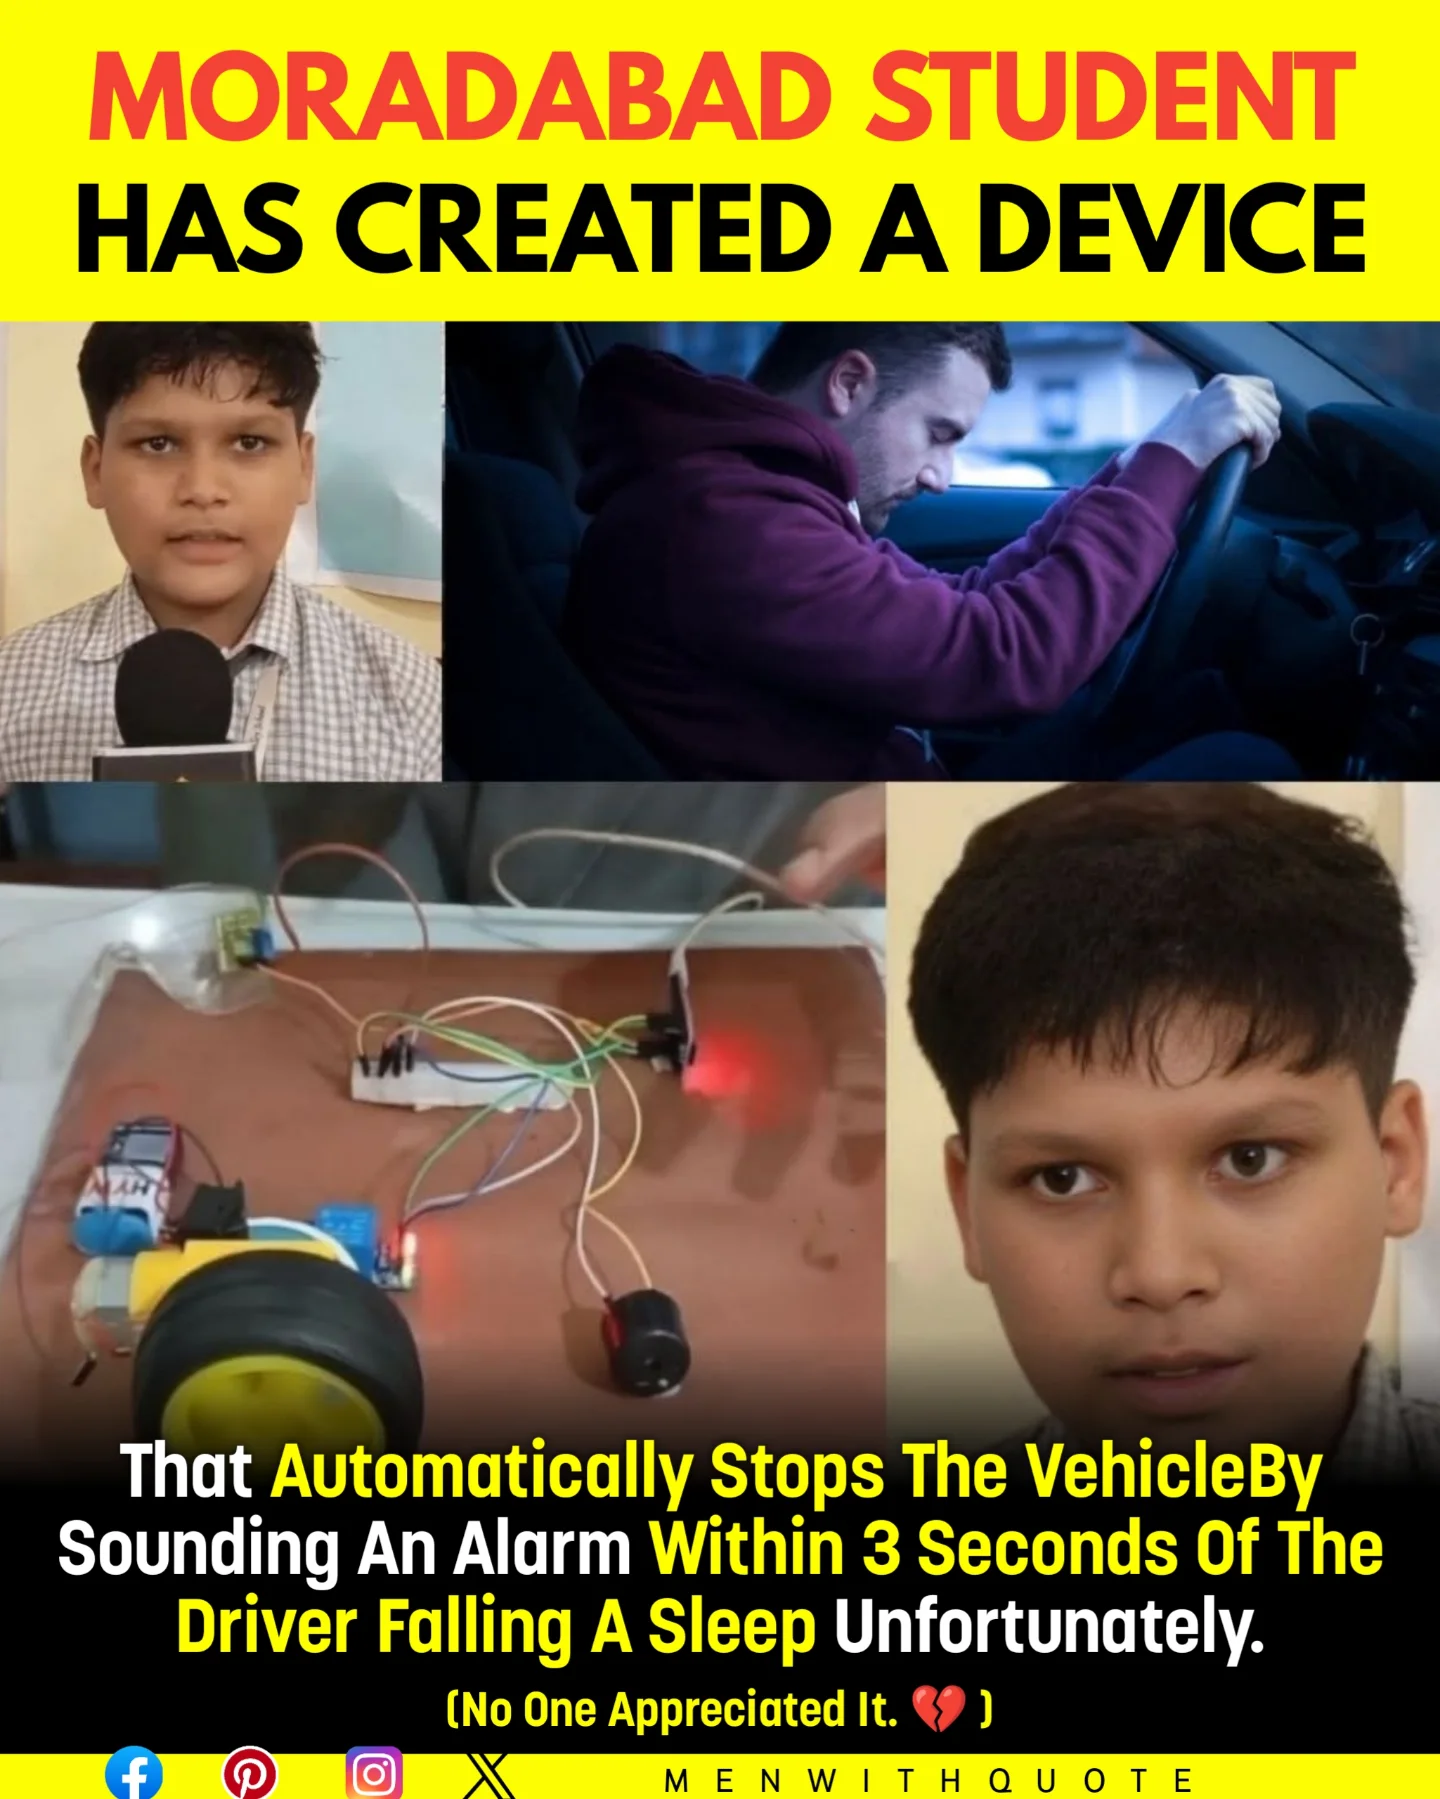 MORADABAD STUDENT
HAS CREATED A DEVICE
That Automatically Stops The VehicleBy
Sounding An Alarm Within 3 Seconds Of The
Driver Falling A Sleep Unfortunately.
(No One Appreciated It. 💔 )
MENWITHQUOTE